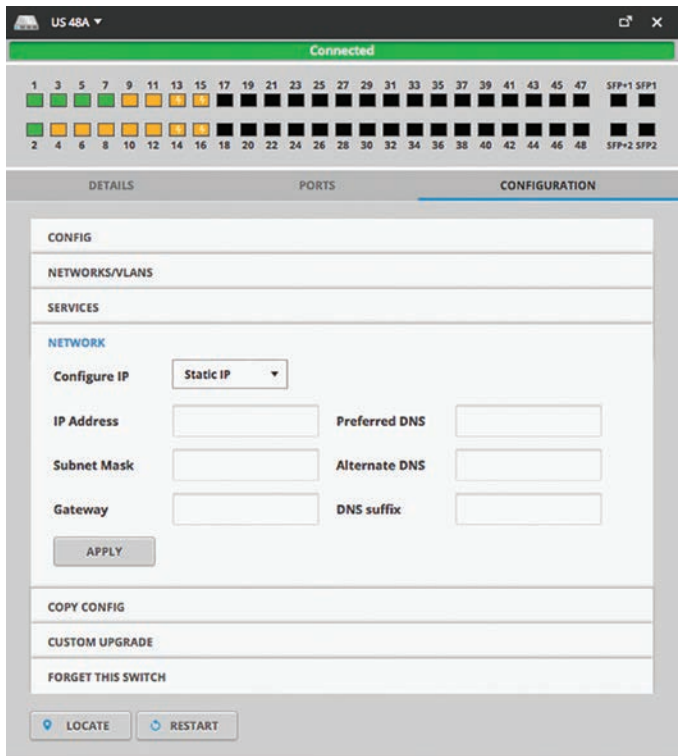 US 48A
Connected
1 3 5 7 9 11 13 15 17 19 21 23 25 27 29 31 33 35 37 39 41 43 45 47 SFP+1 SFP1
2 4 6 8 10 12 14 16 18 20 22 24 26 28 30 32 34 36 38 40 42 44 46 48 SFP+2 SFP2
DETAILS PORTS CONFIGURATION
CONFIG
NETWORKS/VLANS
SERVICES
NETWORK
Configure IP Static IP
IP Address Preferred DNS
Subnet Mask Alternate DNS
Gateway DNS suffix
APPLY
COPY CONFIG
CUSTOM UPGRADE
FORGET THIS SWITCH
LOCATE RESTART